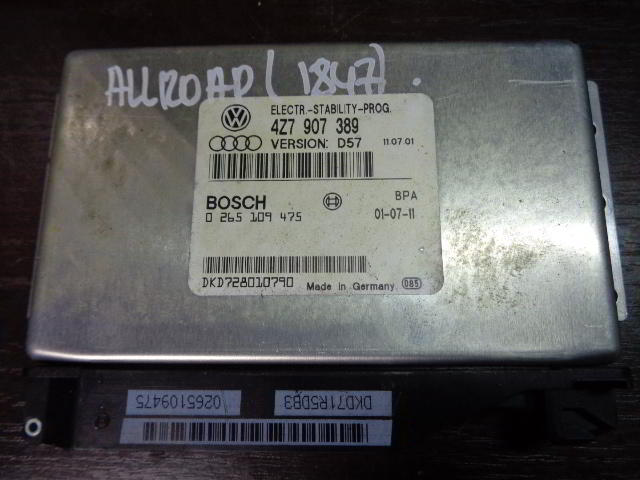 ALLROAD (1847).
ELECTR.-STABILITY-PROG.
4Z7 907 389
VERSION: D57 11.07.01
BOSCH BPA
0 265 109 475 01-07-11
DKD728010790 Made in Germany 085
0265109475 DKD71R5DB3